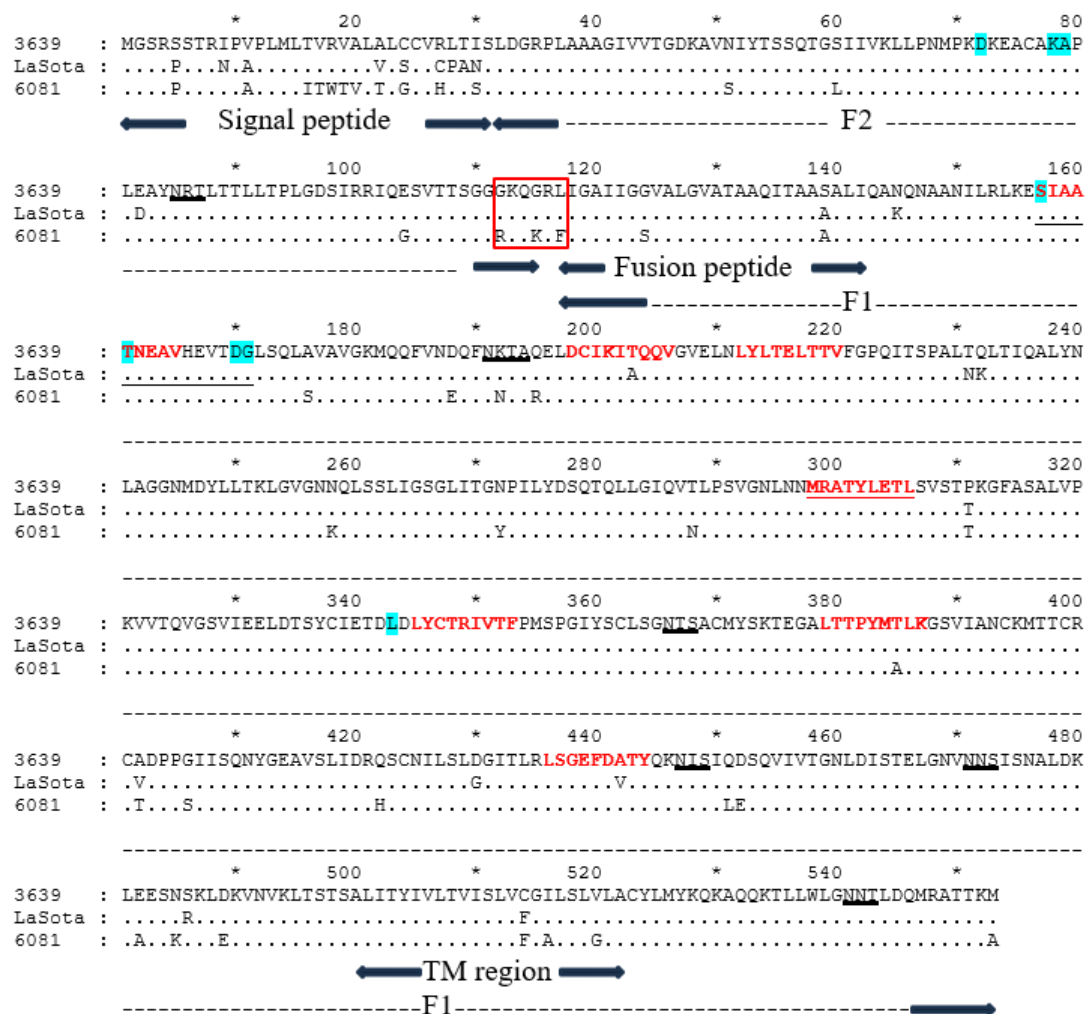 * 20 * 40 * 60 * 80
3639 : MGSRSSTRIPVPLMLTVRVALALCCVRLTISLDGRPLAAAGIVVTGDKAVNIYTSSQTGSIIVKLLPNMPKDKEACAKAP
LaSota : ....P...N.A..........V.S..CPAN..................................................
6081 : ....P.....A....ITWTV.T.G..H..I....................S........L....................
Signal peptide F2
* 100 * 120 * 140 * 160
3639 : LEAYNRTLTTLLTPLGDSIRRIQESVTTSGGGKQGRLIGAIIGGVALGVATAAQITAASALIQANQNAANILRLKESIAA
LaSota : .D........................................................A.....K...............
6081 : .......................G.......R..K.F......S..............A.....................
Fusion peptide
F1
* 180 * 200 * 220 * 240
3639 : TNEAVHEVTDGLSQLAVAVGKMQQFVNDQFNKTAQELDCIKITQQVGVELNLYLTELTTVFGPQITSPALTQLTIQALYN
LaSota : ..........................................A...........................NK........
6081 : ...............S...........E...N..R.............................................
* 260 * 280 * 300 * 320
3639 : LAGGNMDYLLTKLGVGNNQLSSLIGSGLITGNPILYDSQTQLLGIQVTLPSVGNLNNMRATYLETLSVSTPKGFASALVP
LaSota : ......................................................................T.........
6081 : .................K.............Y...............N......................T.........
* 340 * 360 * 380 * 400
3639 : KVVTQVGSVIEELDTSYCIETDLDLYCTRIVTFPMSPGIYSCLSGNTSACMYSKTEGALTTPYMTLKGSVIANCKMTTCR
LaSota : ................................................................................
6081 : ................................................................A...............
* 420 * 440 * 460 * 480
3639 : CADPPGIISQNYGEAVSLIDRQSCNILSLDGITLRLSGEFDATYQKNISIQDSQVIVTGNLDISTELGNVNNSISNALDK
LaSota : .V...........................G...........V......................................
6081 : .T...S...............H............................LE............................
* 500 * 520 * 540 *
3639 : LEESNSKLDKVNVKLTSTSALITYIVLTVISLVCGILSLVLACYLMYKQKAQQKTLLWLGNNTLDQMRATTKM
LaSota : .....R...........................F.......................................
6081 : .A..K...E........................F.G...G................................A
TM region
F1